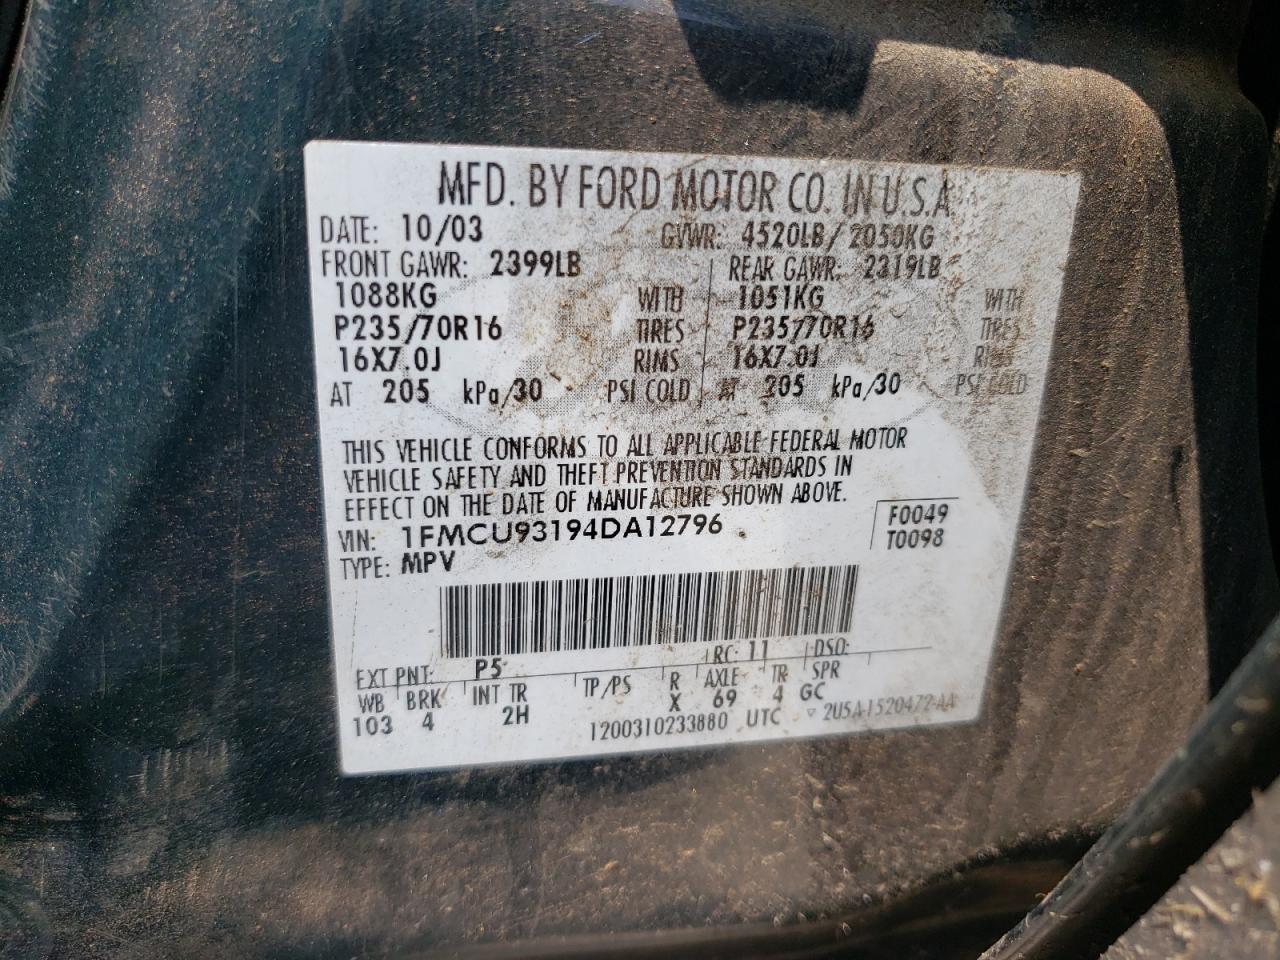 MFD. BY FORD MOTOR CO. IN U.S.A
DATE: 10/03 GVWR: 4520LB/2050KG
FRONT GAWR: 2399LB REAR GAWR: 2319LB
1088KG WITH 1051KG WITH
P235/70R16 TIRES P235/70R16 TIRES
16X7.0J RIMS 16X7.0J RIMS
AT 205 kPa/30 PSI COLD AT 205 kPa/30 PSI COLD
THIS VEHICLE CONFORMS TO ALL APPLICABLE FEDERAL MOTOR
VEHICLE SAFETY AND THEFT PREVENTION STANDARDS IN
EFFECT ON THE DATE OF MANUFACTURE SHOWN ABOVE.
VIN: 1FMCU93194DA12796 F0049
TYPE: MPV T0098
EXT PNT: P5 RC: 11 DSO:
WB BRK INT TR TP/PS R AXLE TR SPR
103 4 2H X 69 4 GC
1200310233880 UTC 2U5A-1520472-AA